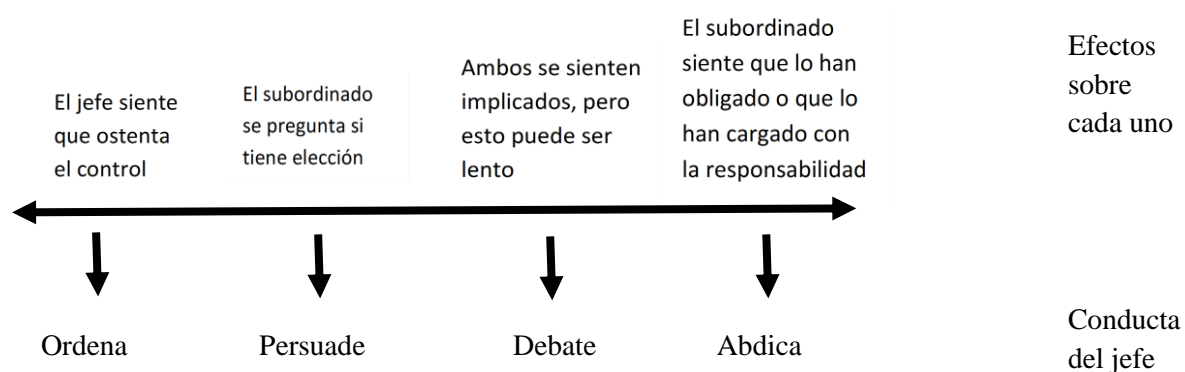 El jefe siente
que ostenta
el control
El subordinado
se pregunta si
tiene elección
Ambos se sienten
implicados, pero
esto puede ser
lento
El subordinado
siente que lo han
obligado o que lo
han cargado con
la responsabilidad
Efectos
sobre
cada uno
Ordena
Persuade
Debate
Abdica
Conducta
del jefe